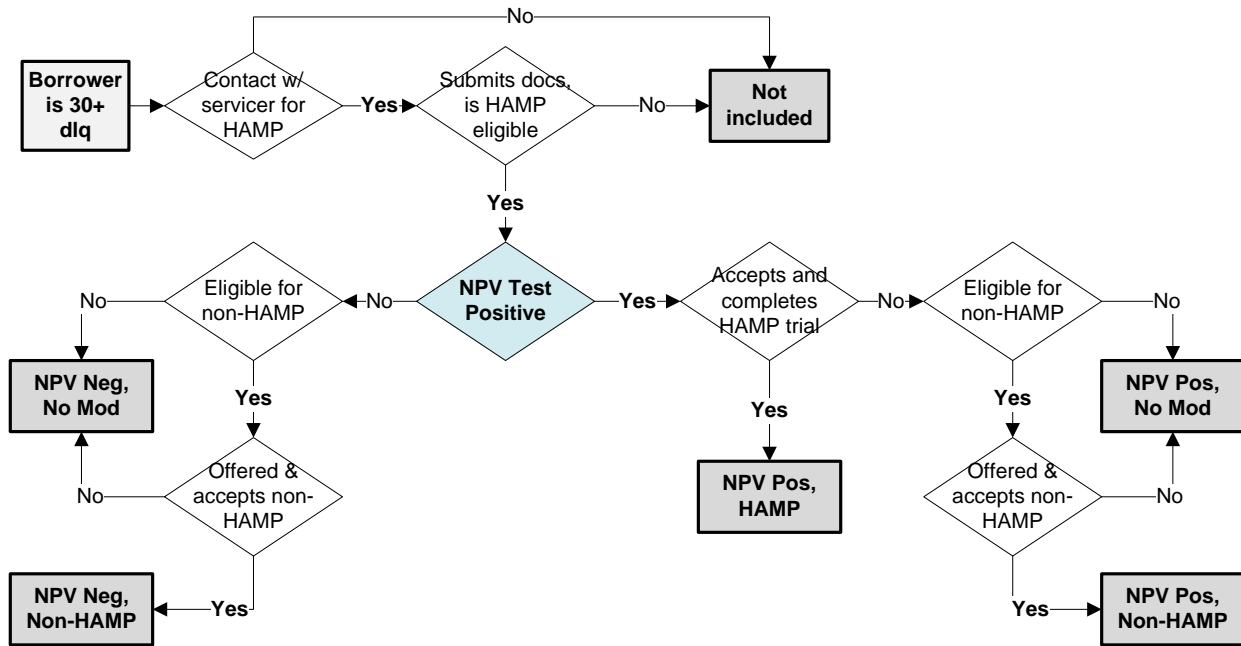 No
Borrower
is 30+
dlq
Contact w/
servicer for
HAMP
Yes
Submits docs,
is HAMP
eligible
No
Not
included
Yes
No
Eligible for
non-HAMP
No
NPV Test
Positive
Yes
Accepts and
completes
HAMP trial
No
Eligible for
non-HAMP
No
NPV Neg,
No Mod
Yes
Yes
Yes
NPV Pos,
No Mod
No
Offered &
accepts non-
HAMP
NPV Pos,
HAMP
Offered &
accepts non-
HAMP
No
NPV Neg,
Non-HAMP
Yes
Yes
NPV Pos,
Non-HAMP